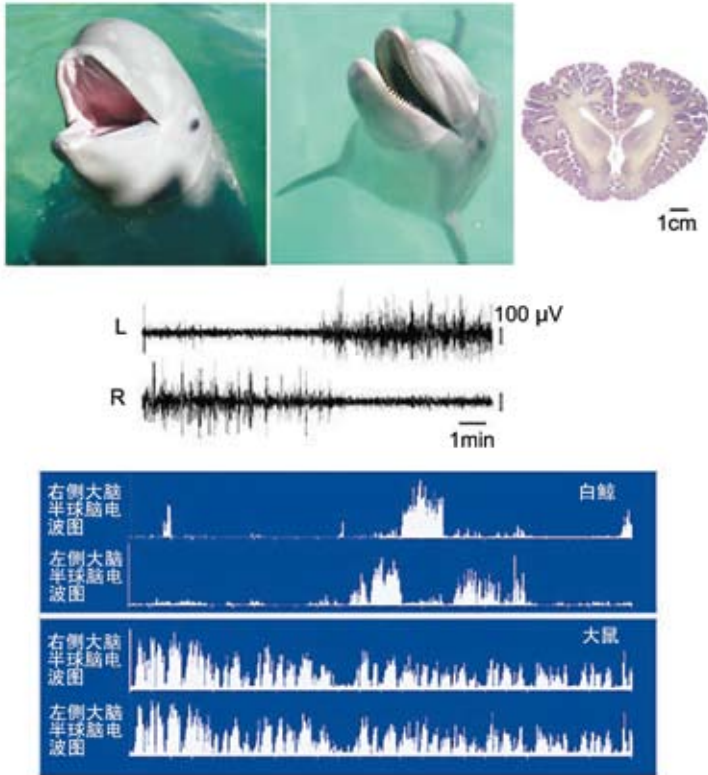 1cm
L
100 μV
R
1min
右侧大脑
半球脑电
波图
白鲸
左侧大脑
半球脑电
波图
右侧大脑
半球脑电
波图
大鼠
左侧大脑
半球脑电
波图